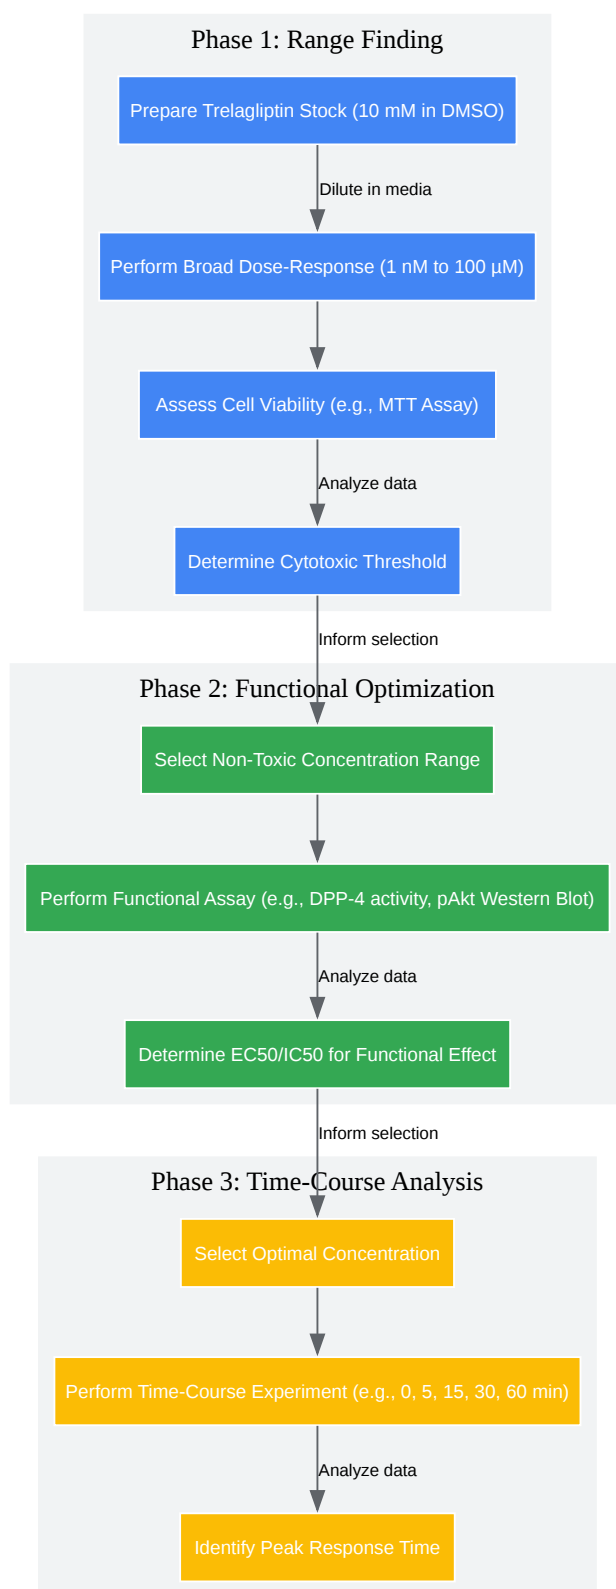 Phase 1: Range Finding
Prepare Trelagliptin Stock (10 mM in DMSO)
Dilute in media
Perform Broad Dose-Response (1 nM to 100 µM)
Assess Cell Viability (e.g., MTT Assay)
Analyze data
Determine Cytotoxic Threshold
Inform selection
Phase 2: Functional Optimization
Select Non-Toxic Concentration Range
Perform Functional Assay (e.g., DPP-4 activity, pAkt Western Blot)
Analyze data
Determine EC50/IC50 for Functional Effect
Inform selection
Phase 3: Time-Course Analysis
Select Optimal Concentration
Perform Time-Course Experiment (e.g., 0, 5, 15, 30, 60 min)
Analyze data
Identify Peak Response Time